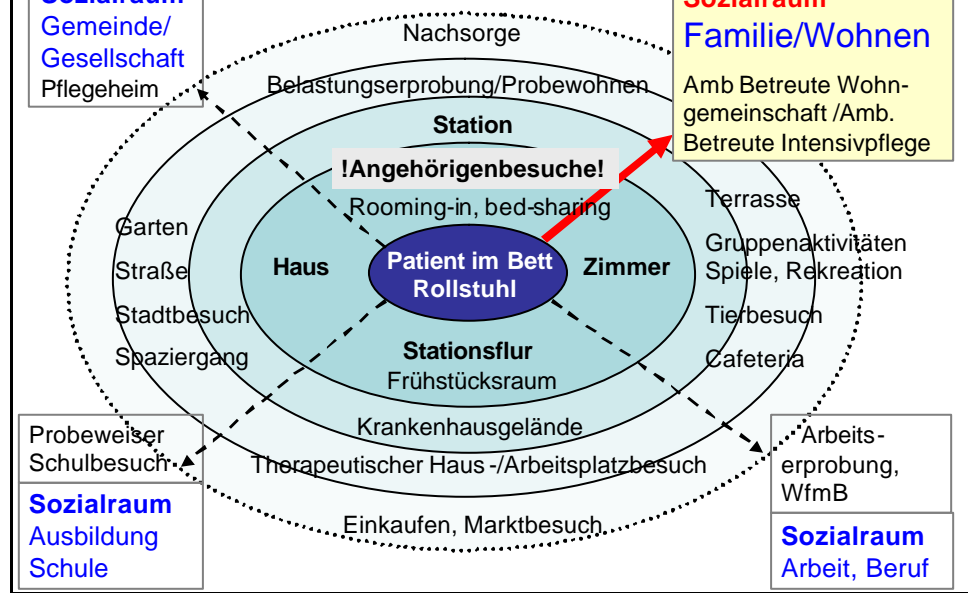 Sozialraum
Gemeinde/
Gesellschaft
Pflegeheim
Sozialraum
Familie/Wohnen
Amb Betreute Wohn-
gemeinschaft /Amb.
Betreute Intensivpflege
Nachsorge
Belastungserprobung/Probewohnen
Station
!Angehörigenbesuche!
Rooming-in, bed-sharing
Garten
Straße
Stadtbesuch
Spaziergang
Haus
Patient im Bett
Rollstuhl
Zimmer
Terrasse
Gruppenaktivitäten
Spiele, Rekreation
Tierbesuch
Cafeteria
Stationsflur
Frühstücksraum
Krankenhausgelände
Therapeutischer Haus -/Arbeitsplatzbesuch
Einkaufen, Marktbesuch
Probeweiser
Schulbesuch
Sozialraum
Ausbildung
Schule
Arbeits-
erprobung,
WfmB
Sozialraum
Arbeit, Beruf